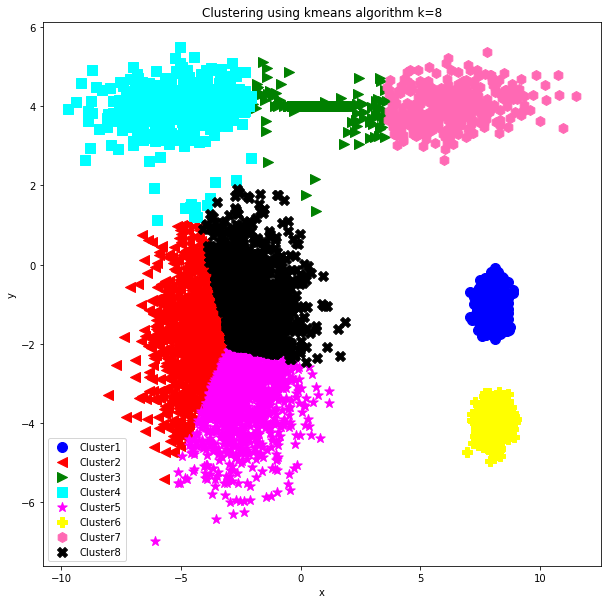 Clustering using kmeans algorithm k=8
6
4
2
0
−2
−4
−6
y
Cluster1
Cluster2
Cluster3
Cluster4
Cluster5
Cluster6
Cluster7
Cluster8
−10
−5
0
5
10
x